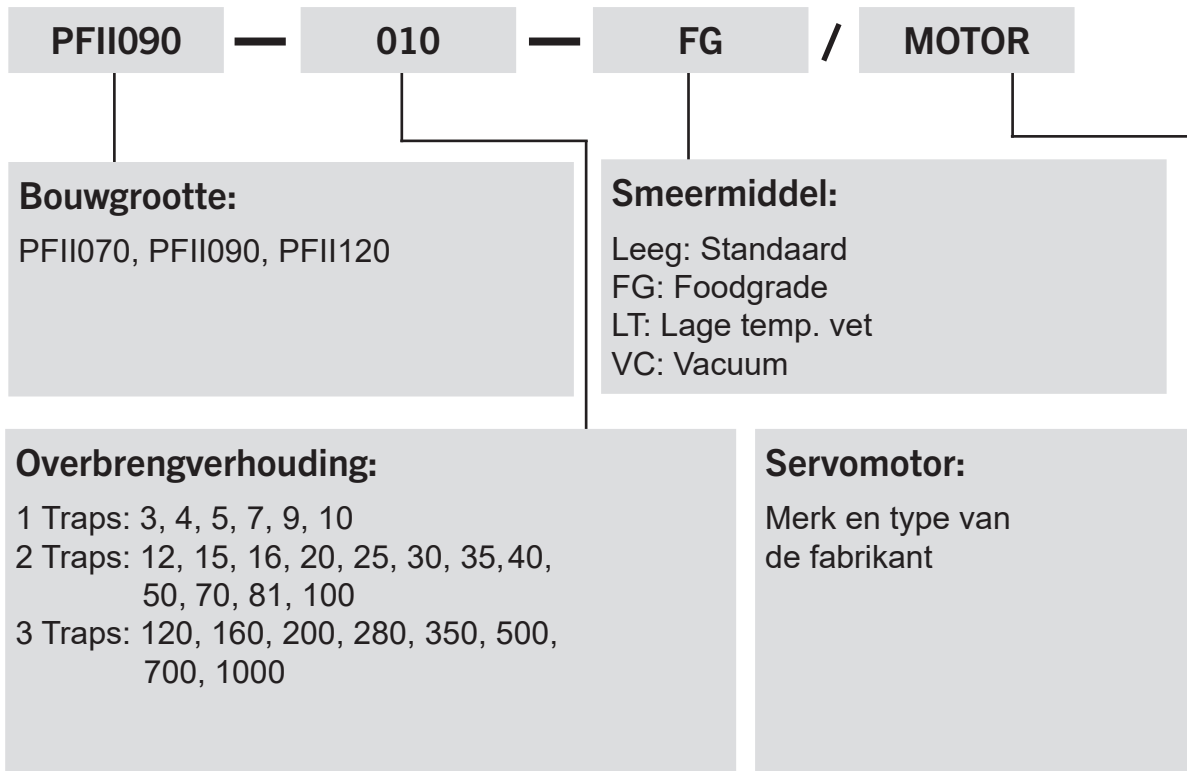 PFII090 — 010 — FG / MOTOR
Bouwgrootte:
PFII070, PFII090, PFII120
Smeermiddel:
Leeg: Standaard
FG: Foodgrade
LT: Lage temp. vet
VC: Vacuum
Overbrengverhouding:
1 Traps: 3, 4, 5, 7, 9, 10
2 Traps: 12, 15, 16, 20, 25, 30, 35, 40,
50, 70, 81, 100
3 Traps: 120, 160, 200, 280, 350, 500,
700, 1000
Servomotor:
Merk en type van
de fabrikant